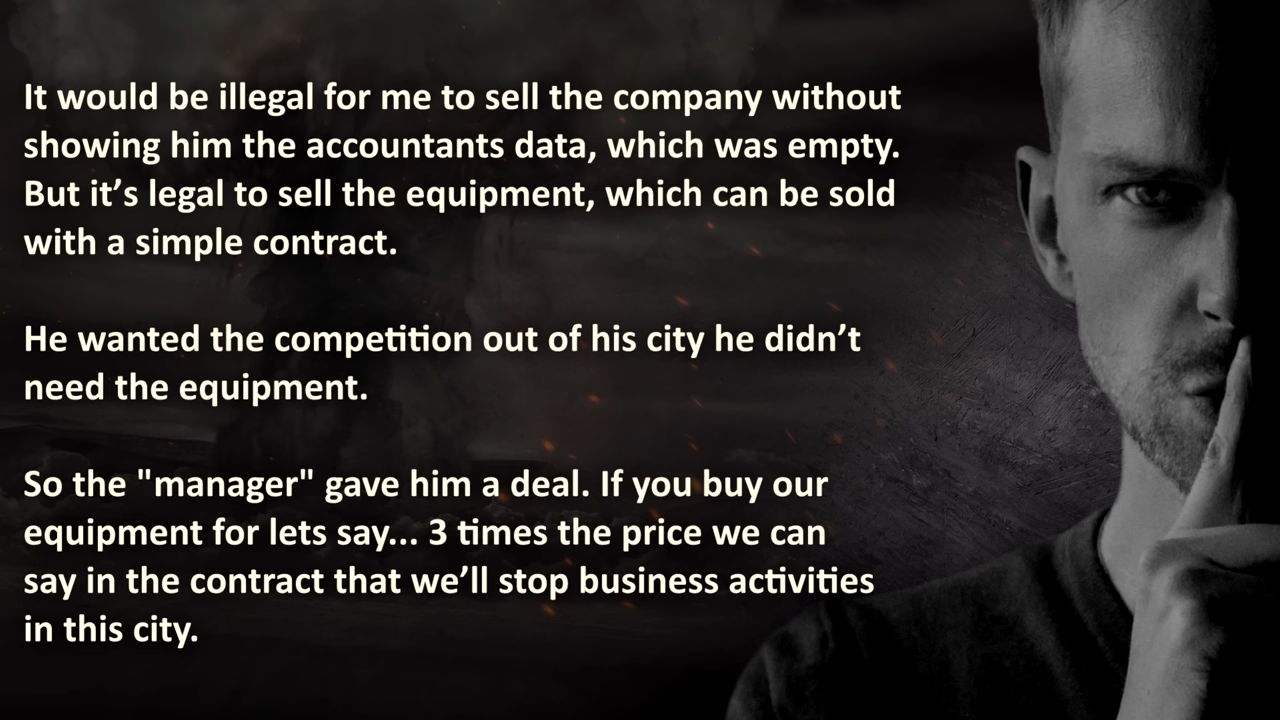 It would be illegal for me to sell the company without
showing him the accountants data, which was empty.
But it’s legal to sell the equipment, which can be sold
with a simple contract.
He wanted the competition out of his city he didn’t
need the equipment.
So the "manager" gave him a deal. If you buy our
equipment for lets say... 3 times the price we can
say in the contract that we’ll stop business activities
in this city.